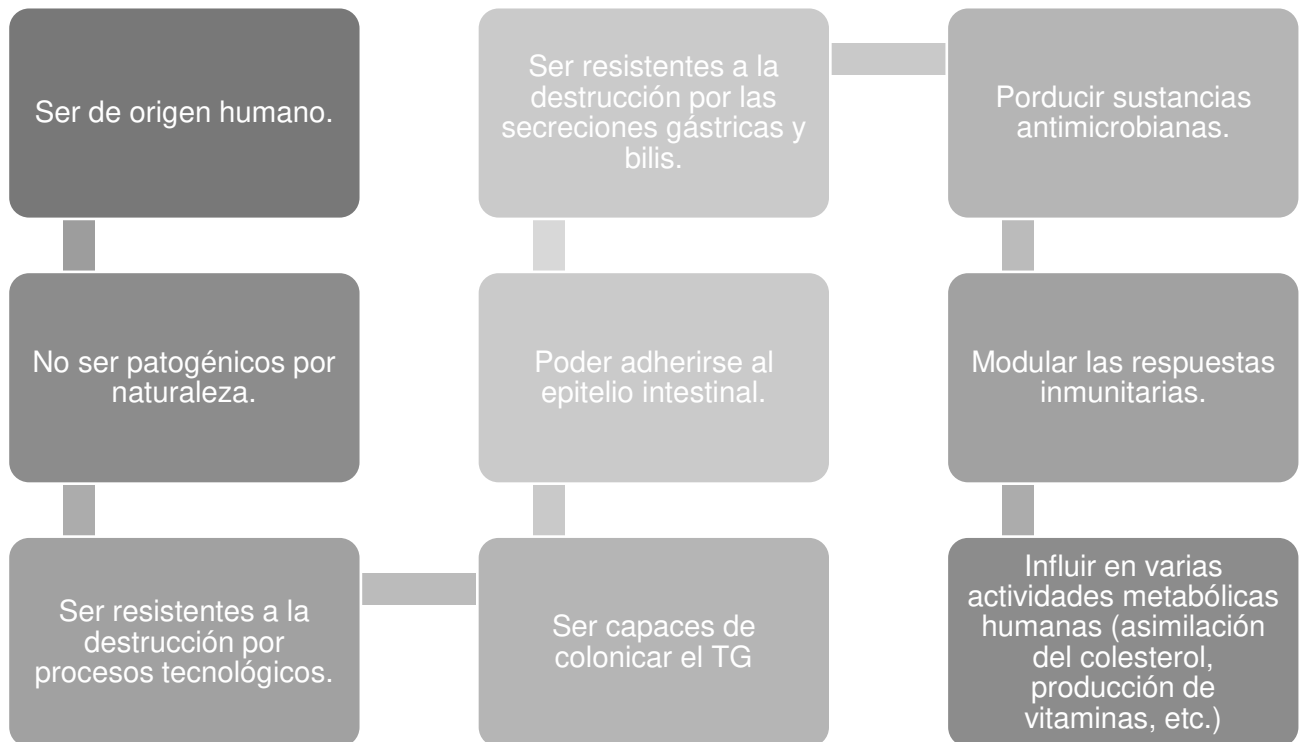 Ser de origen humano.
No ser patogénicos por
naturaleza.
Ser resistentes a la
destrucción por
procesos tecnológicos.
Ser capaces de
colonicar el TG
Poder adherirse al
epitelio intestinal.
Ser resistentes a la
destrucción por las
secreciones gástricas y
bilis.
Porducir sustancias
antimicrobianas.
Modular las respuestas
inmunitarias.
Influir en varias
actividades metabólicas
humanas (asimilación
del colesterol,
producción de
vitaminas, etc.)